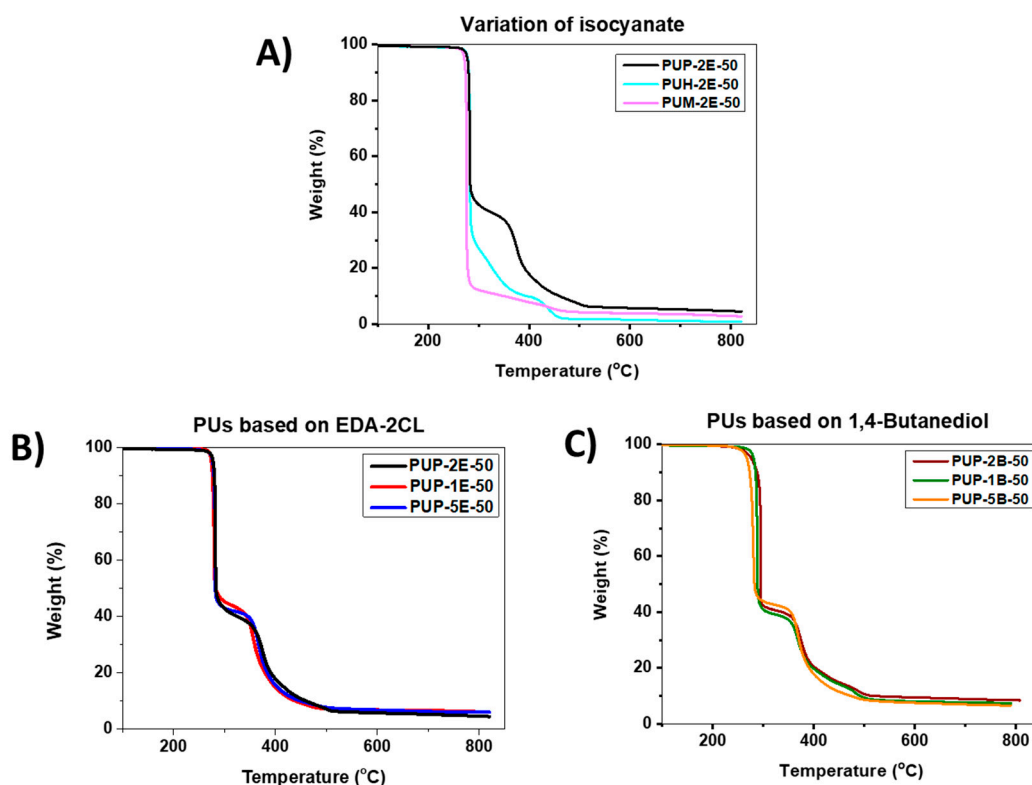 A)
Variation of isocyanate
PUP-2E-50
PUH-2E-50
PUM-2E-50
100
80
60
40
20
0
Weight (%)
200 400 600 800
Temperature (°C)
B)
PUs based on EDA-2CL
PUP-2E-50
PUP-1E-50
PUP-5E-50
100
80
60
40
20
0
Weight (%)
200 400 600 800
Temperature (°C)
C)
PUs based on 1,4-Butanediol
PUP-2B-50
PUP-1B-50
PUP-5B-50
100
80
60
40
20
0
Weight (%)
200 400 600 800
Temperature (°C)